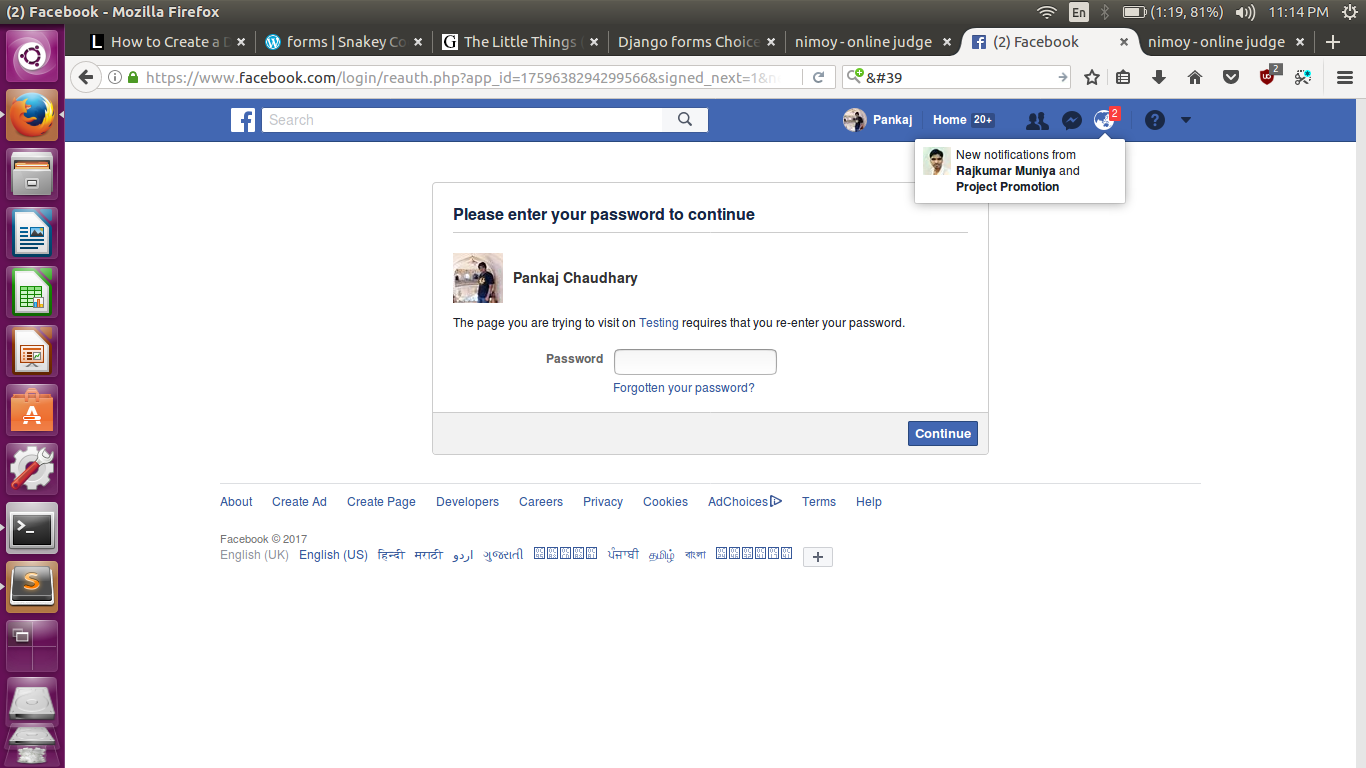 (2) Facebook - Mozilla Firefox
En
(1:19, 81%)
11:14 PM
How to Create a D
forms | Snakey Co
The Little Things (
Django forms Choice
nimoy - online judge
(2) Facebook
nimoy - online judge
https://www.facebook.com/login/reauth.php?app_id=1759638294299566&signed_next=1&n
&#39
2
Search
Pankaj
Home 20+
2
New notifications from
Rajkumar Muniya and
Project Promotion
Please enter your password to continue
Pankaj Chaudhary
The page you are trying to visit on Testing requires that you re-enter your password.
Password
Forgotten your password?
Continue
About Create Ad Create Page Developers Careers Privacy Cookies AdChoices Terms Help
Facebook © 2017
English (UK) English (US) हिन्दी मराठी اردو ગુજરાતી ਪੰਜਾਬੀ தமிழ் বাংলা